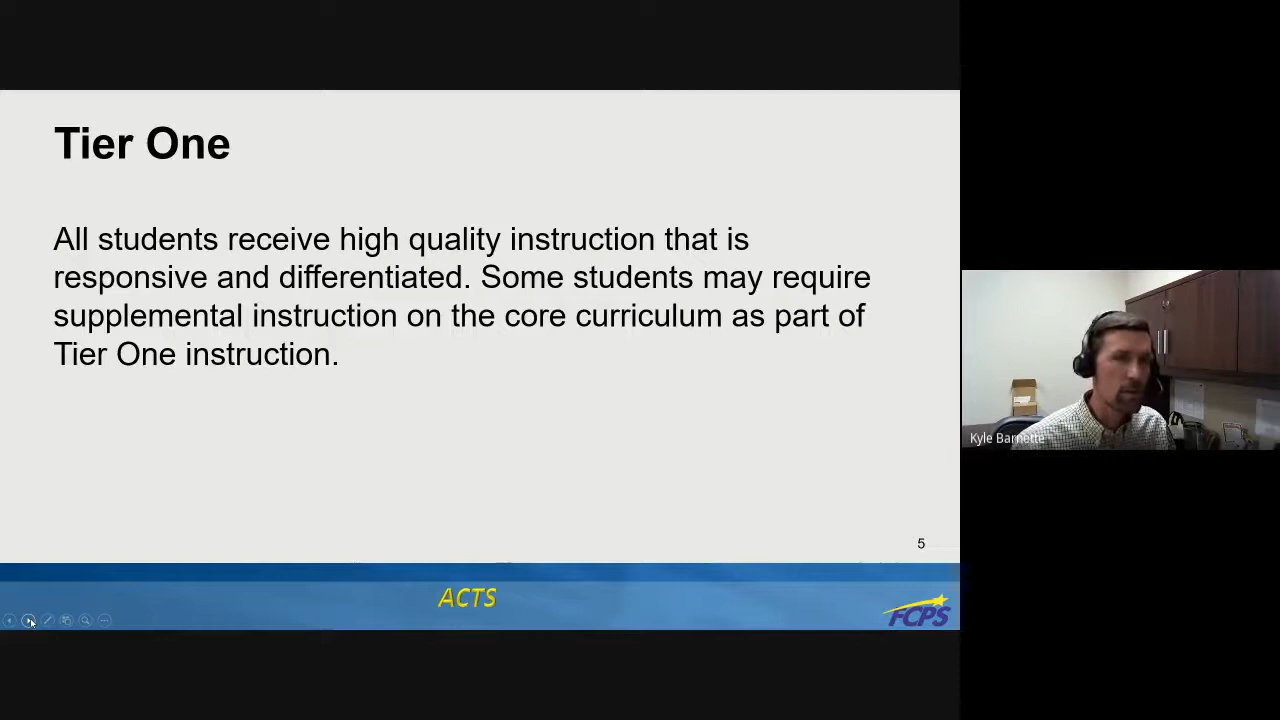 Tier One
All students receive high quality instruction that is
responsive and differentiated. Some students may require
supplemental instruction on the core curriculum as part of
Tier One instruction.
5
ACTS
FCPS
Kyle Barnette